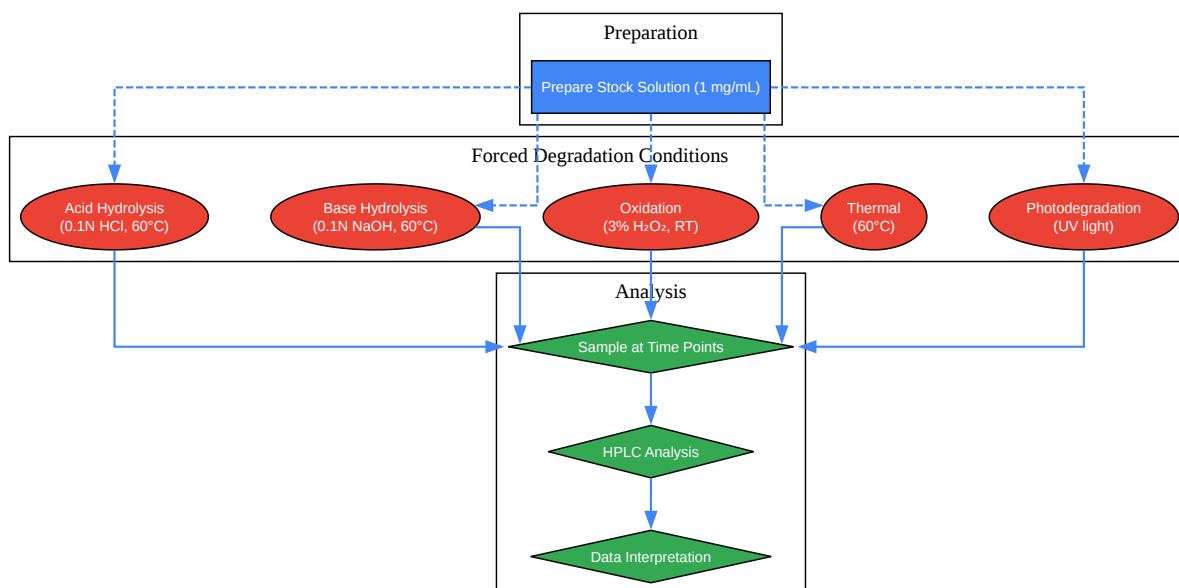 Preparation
Prepare Stock Solution (1 mg/mL)
Forced Degradation Conditions
Acid Hydrolysis
(0.1N HCl, 60°C)
Base Hydrolysis
(0.1N NaOH, 60°C)
Oxidation
(3% H₂O₂, RT)
Thermal
(60°C)
Photodegradation
(UV light)
Analysis
Sample at Time Points
HPLC Analysis
Data Interpretation